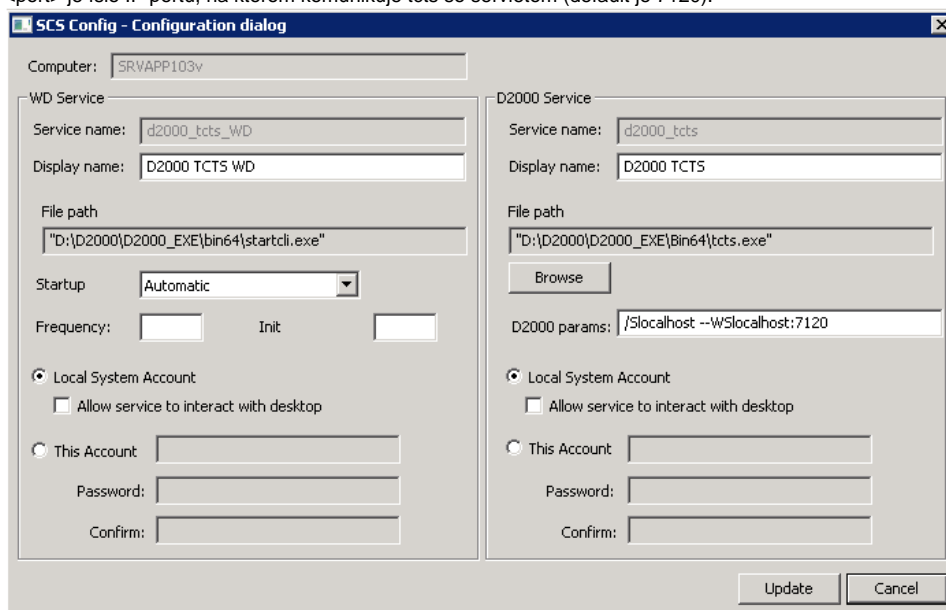 SCS Config - Configuration dialog
Computer: SRVAPP103v
WD Service
Service name: d2000_tcts_WD
Display name: D2000 TCTS WD
File path
"D:\D2000\D2000_EXE\bin64\startcli.exe"
Startup Automatic
Frequency: Init
Local System Account
Allow service to interact with desktop
This Account
Password:
Confirm:
D2000 Service
Service name: d2000_tcts
Display name: D2000 TCTS
File path
"D:\D2000\D2000_EXE\Bin64\tcts.exe"
Browse
D2000 params: /Slocalhost --WSlocalhost:7120
Local System Account
Allow service to interact with desktop
This Account
Password:
Confirm:
Update Cancel